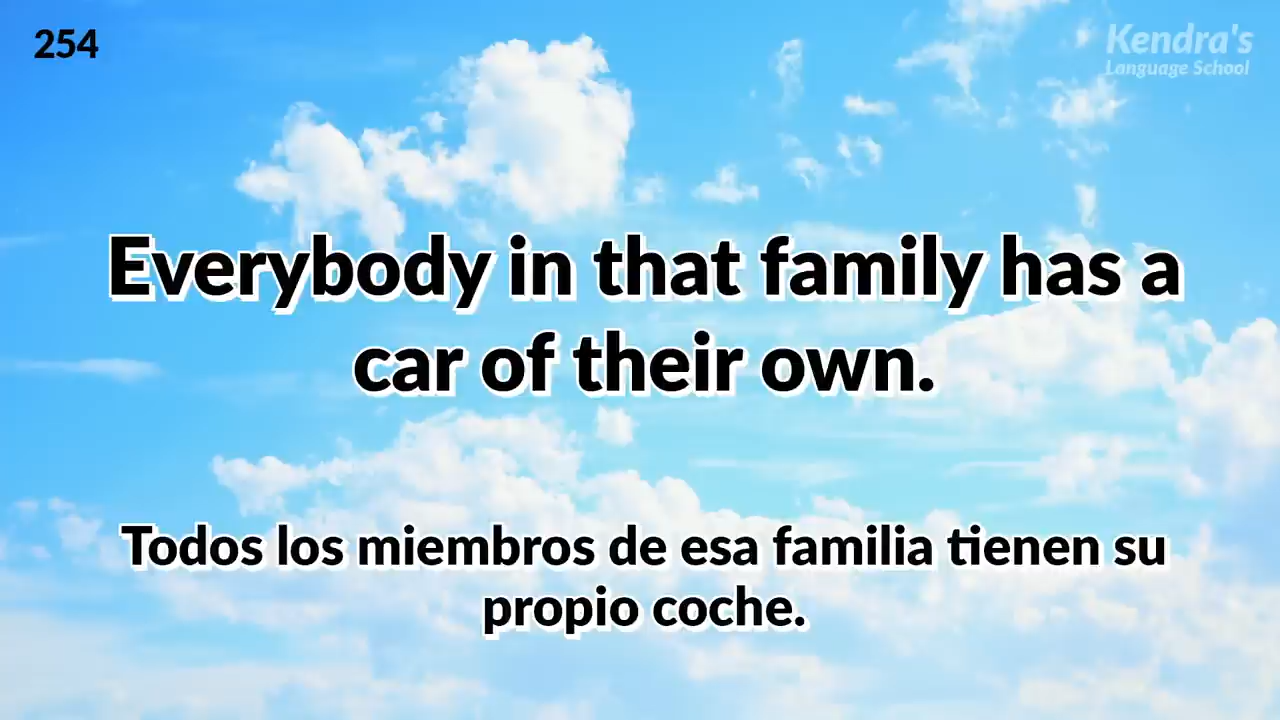 254
Kendra's
Language School
Everybody in that family has a
car of their own.
Todos los miembros de esa familia tienen su
propio coche.